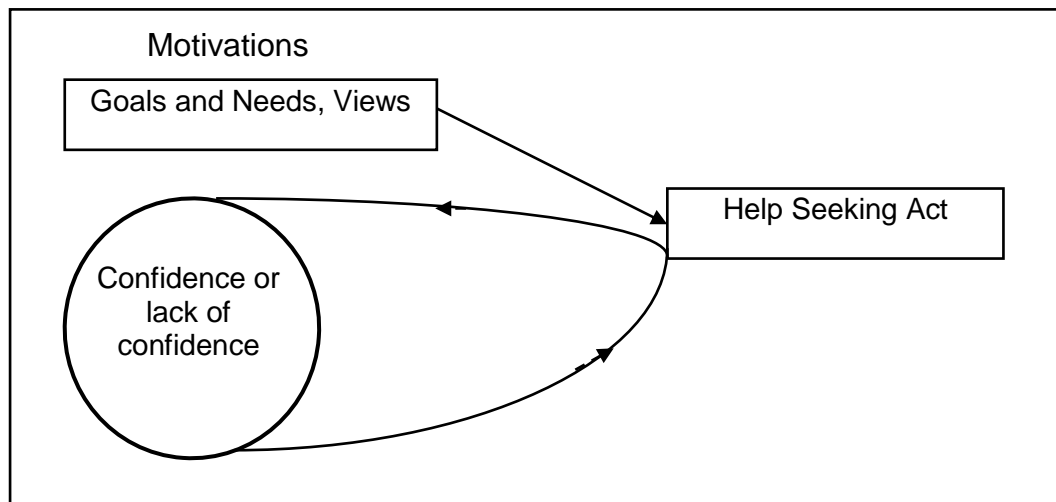 Motivations
Goals and Needs, Views
Help Seeking Act
Confidence or
lack of
confidence